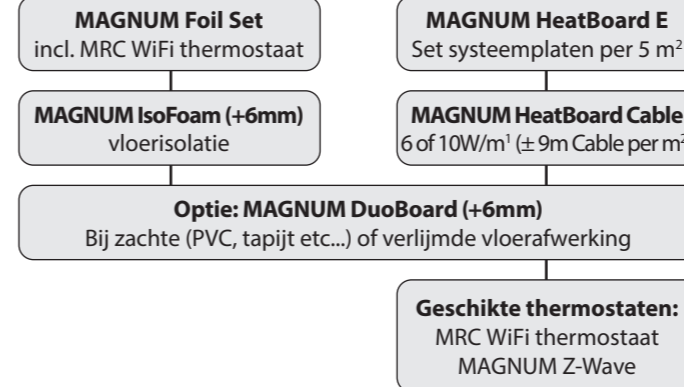 MAGNUM Foil Set
incl. MRC WiFi thermostaat
MAGNUM HeatBoard E
Set systeemplaten per 5 m²
MAGNUM IsoFoam (+6mm)
vloerisolatie
MAGNUM HeatBoard Cable
6 of 10W/m¹ (± 9m Cable per m²
Optie: MAGNUM DuoBoard (+6mm)
Bij zachte (PVC, tapijt etc...) of verlijmde vloerafwerking
Geschikte thermostaten:
MRC WiFi thermostaat
MAGNUM Z-Wave